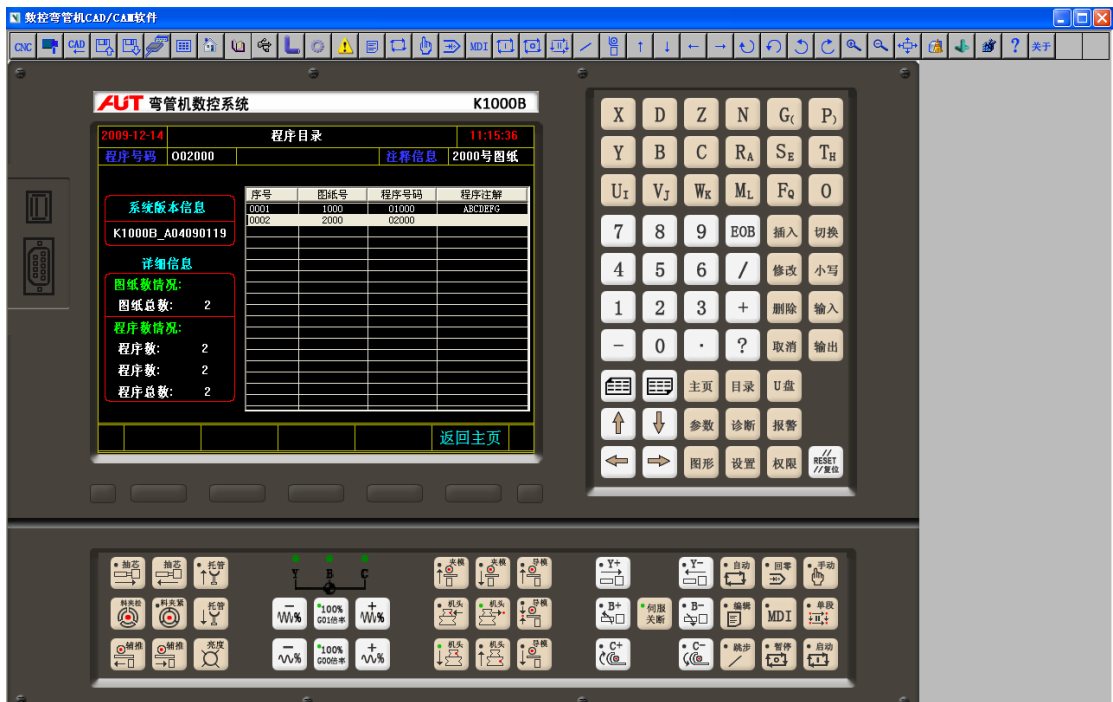 数控弯管机CAD/CAM软件
CNC CAD MDI ? 关于
AUT 弯管机数控系统 K1000B
2009-12-14 程序目录 11:15:36
程序号码 O02000 注释信息 2000号图纸
系统版本信息
K1000B_A04090119
详细信息
图纸数情况:
图纸总数: 2
程序数情况:
程序数: 2
程序数: 2
程序总数: 2
序号 图纸号 程序号码 程序注解
0001 1000 01000 ABCDEFG
0002 2000 02000
返回主页
X D Z N G( P)
Y B C RA SE TH
UI VJ WK ML FQ O
7 8 9 EOB 插入 切换
4 5 6 / 修改 小写
1 2 3 + 删除 输入
- 0 · ? 取消 输出
主页 目录 U盘
参数 诊断 报警
图形 设置 权限 // RESET //复位
抽芯 抽芯 托管
料夹松 料夹紧 托管
辅推 辅推 亮度
Y B C
－ % 100% G01倍率 + %
－ % 100% G00倍率 + %
夹模 夹模 导模
机头 机头 导模
机头 机头 导模
Y+ Y- 自动 回零 手动
B+ 伺服关断 B- 编辑 MDI 单段
C+ C- 跳步 暂停 启动